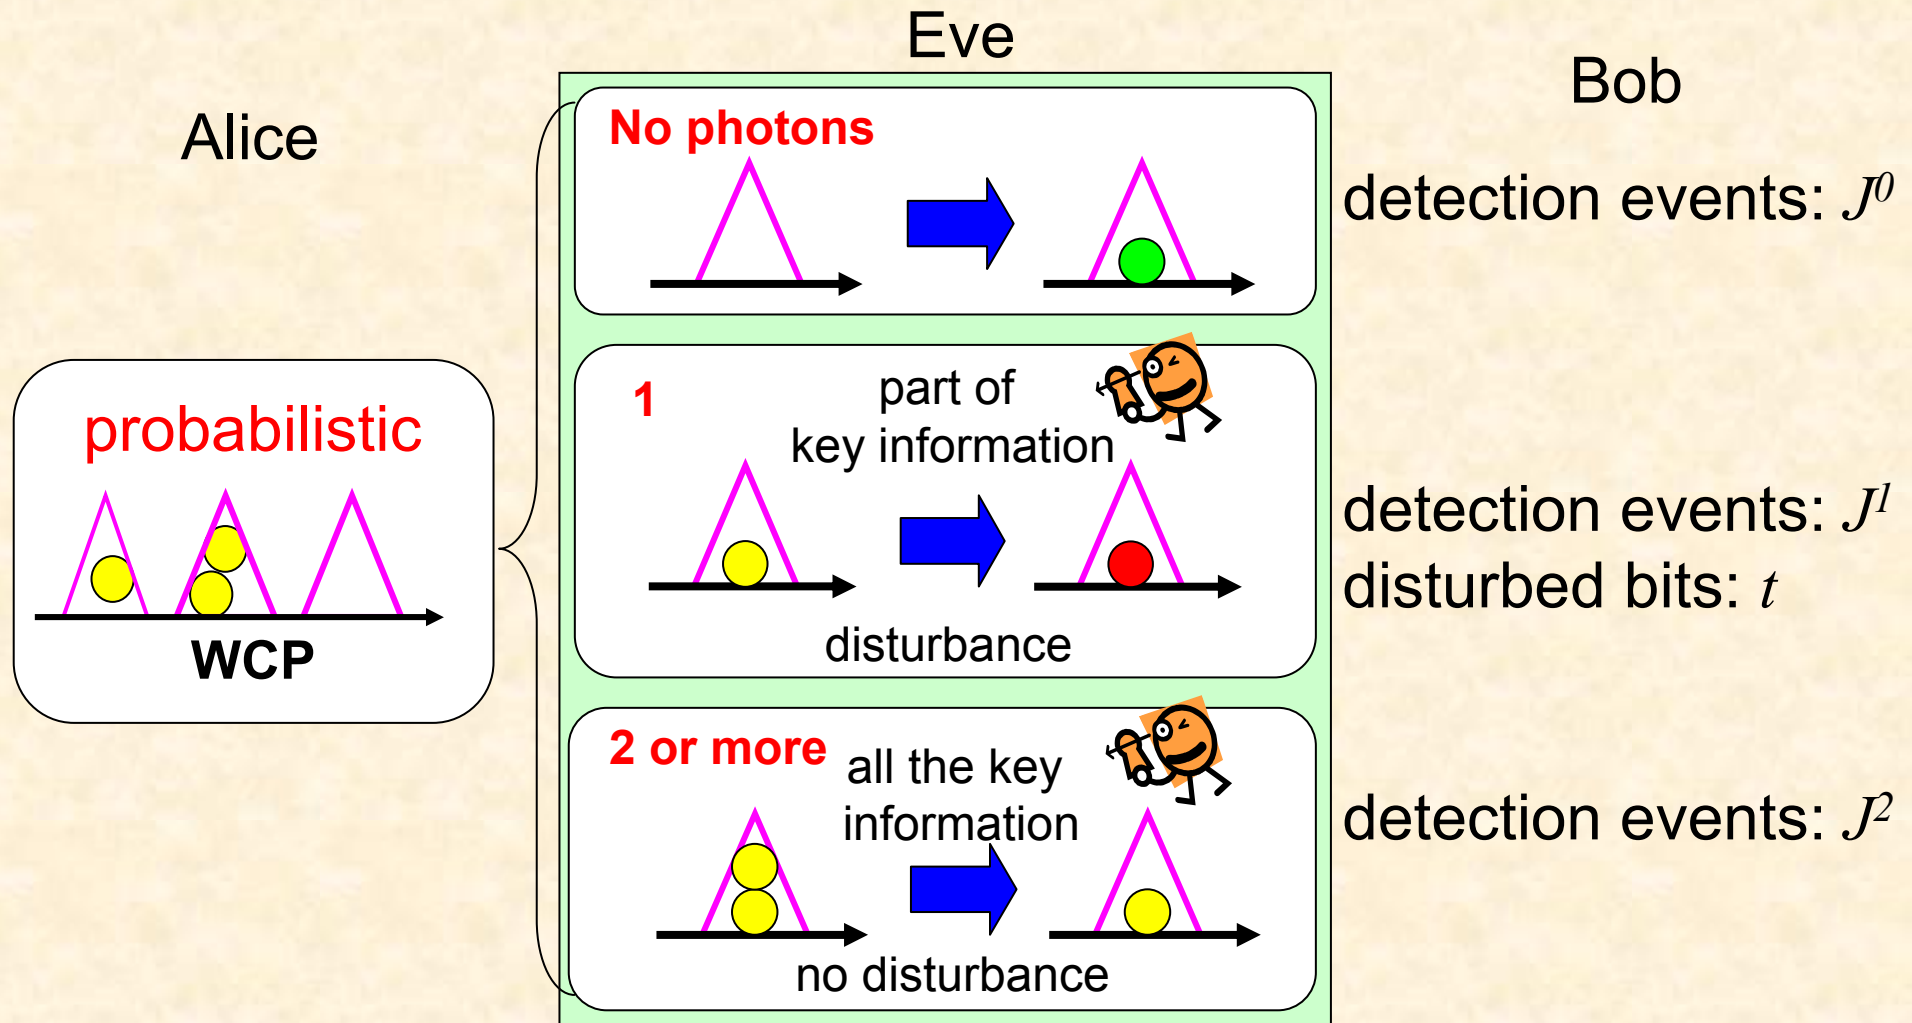 Eve
Alice
Bob
probabilistic
WCP
No photons
1
part of
key information
disturbance
2 or more
all the key
information
no disturbance
detection events: J⁰
detection events: J¹
disturbed bits: t
detection events: J²